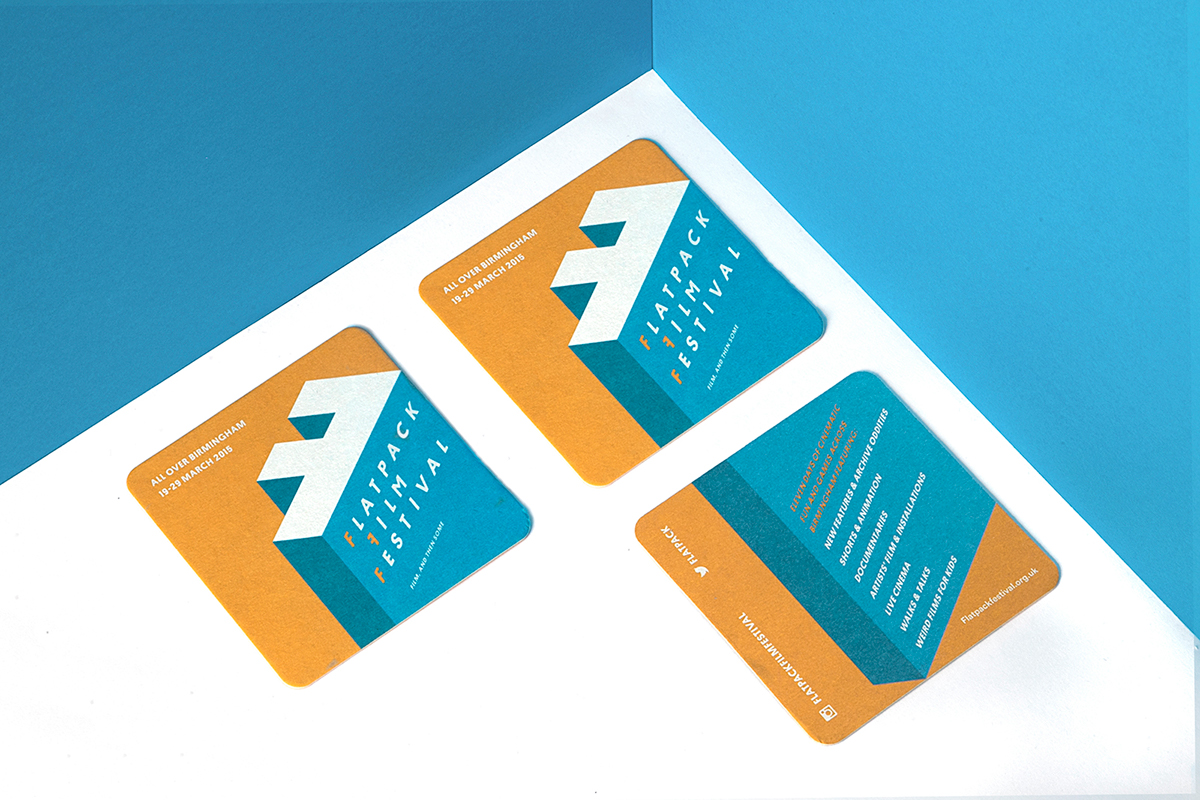 ALL OVER BIRMINGHAM
19-29 MARCH 2015
FLATPACK
FILM
FESTIVAL
FILM, AND THEN SOME
ALL OVER BIRMINGHAM
19-29 MARCH 2015
FLATPACK
FILM
FESTIVAL
FILM, AND THEN SOME
ELEVEN DAYS OF CINEMATIC
FUN AND GAMES ACROSS
BIRMINGHAM FEATURING:
NEW FEATURES & ARCHIVE ODDITIES
SHORTS & ANIMATION
DOCUMENTARIES
ARTISTS' FILM & INSTALLATIONS
LIVE CINEMA
WALKS & TALKS
WEIRD FILMS FOR KIDS
FLATPACK
FLATPACKFILMFESTIVAL
Flatpackfestival.org.uk